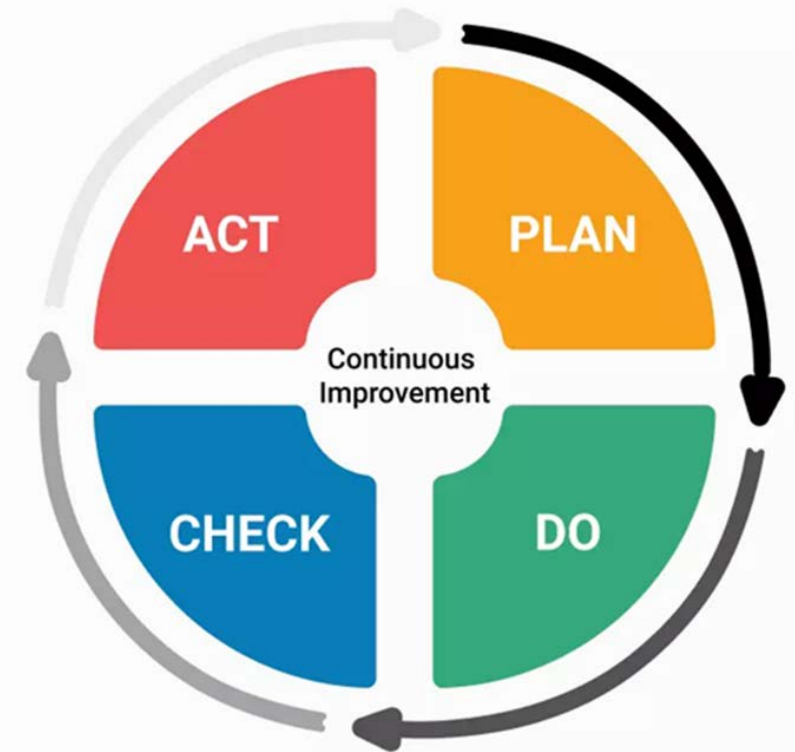 ACT
PLAN
Continuous
Improvement
CHECK
DO